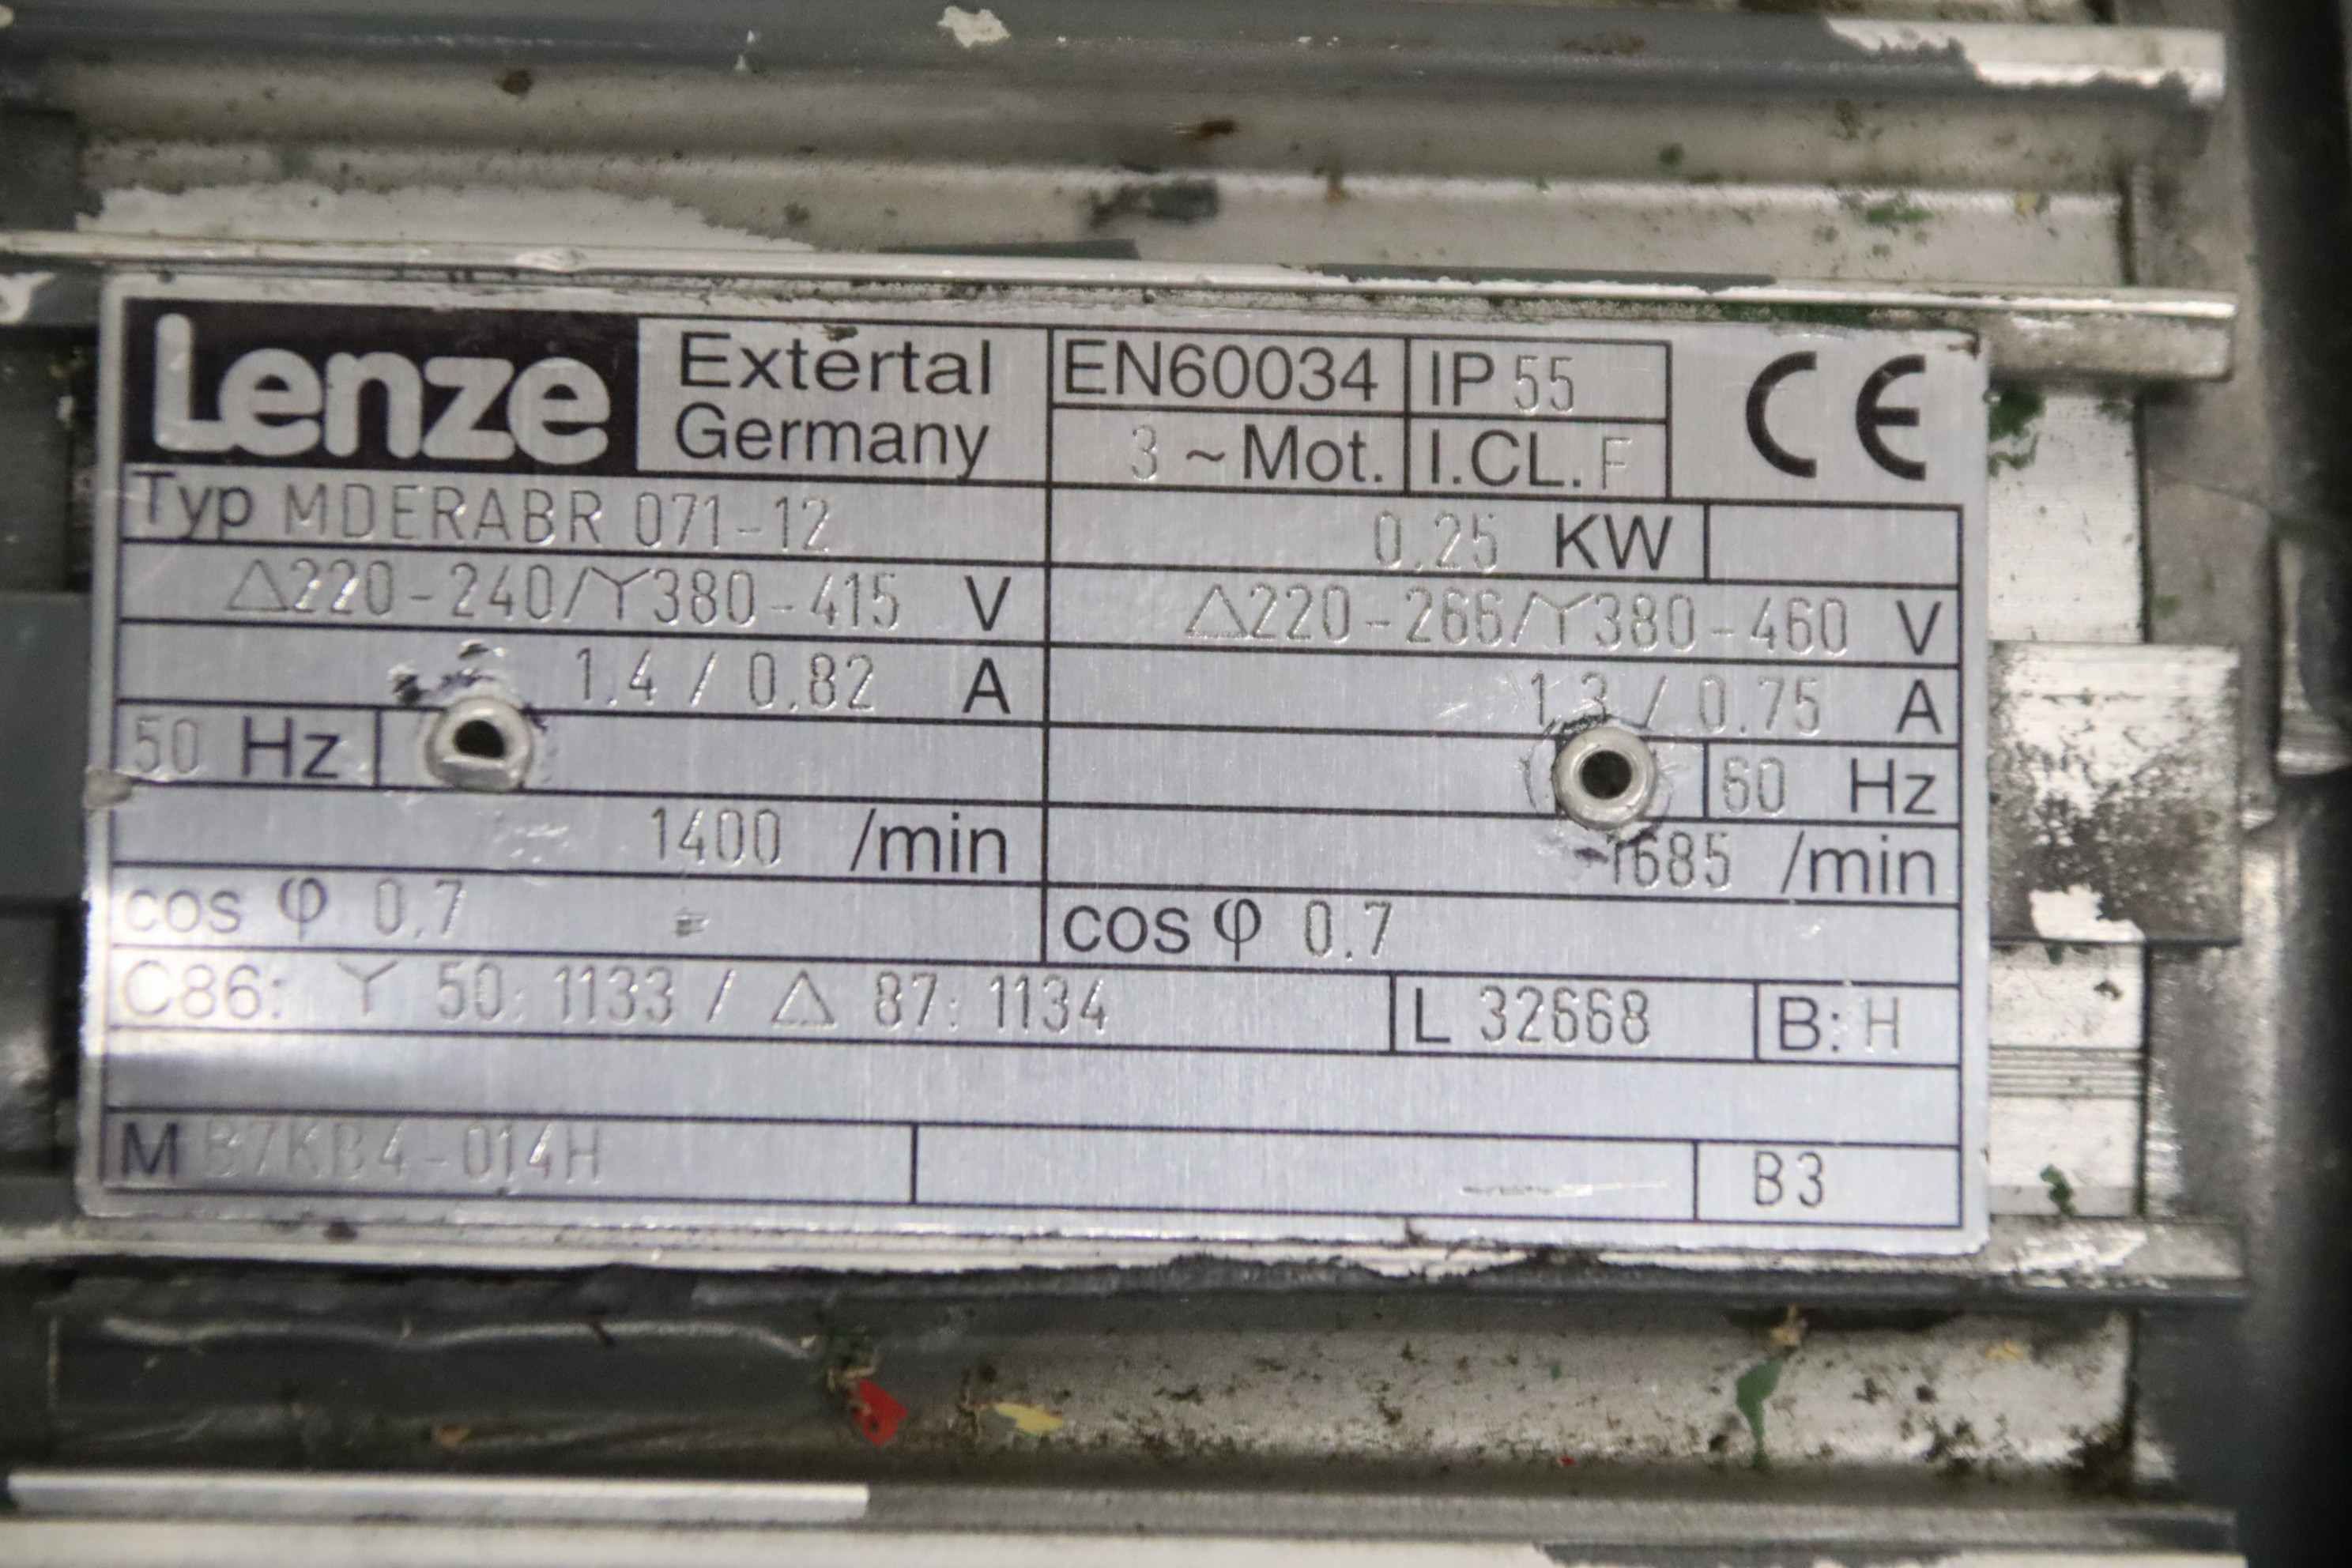 Lenze Extertal Germany EN60034 IP 55 CE
3 ~ Mot. I.CL. F
Typ MDERABR 071-12 0.25 KW
△220-240/Y380-415 V △220-266/Y380-460 V
1.4 / 0.82 A 1.3 / 0.75 A
50 Hz 60 Hz
1400 /min 1685 /min
cos φ 0.7 cos φ 0.7
C86: Y 50: 1133 / △ 87: 1134 L 32668 B: H
M B7KB4-014H B3